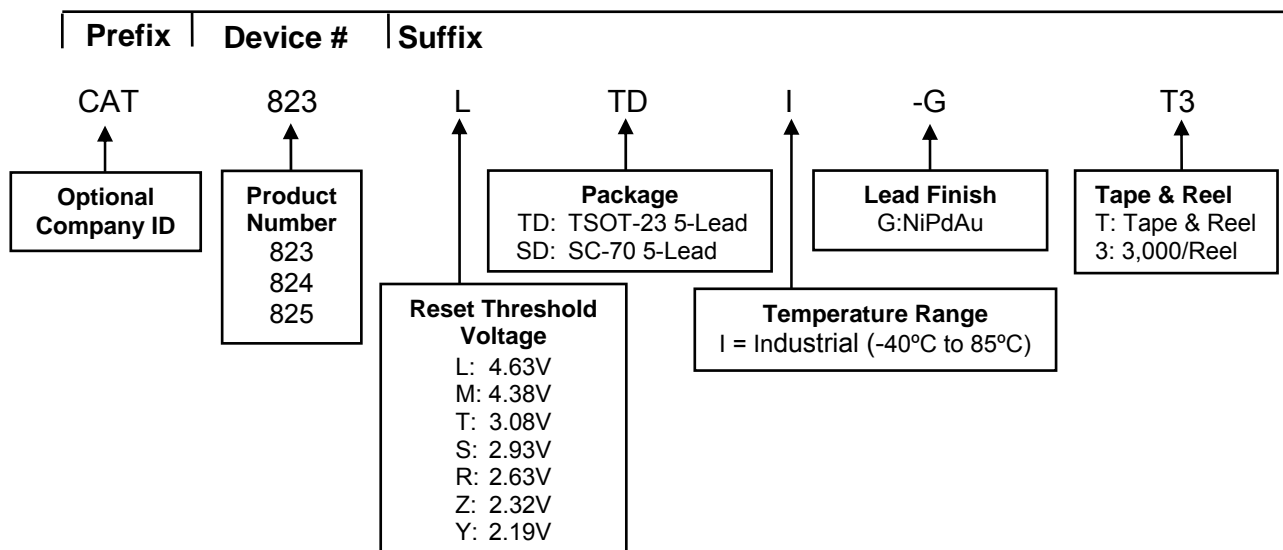 Prefix Device # Suffix
CAT 823 L TD I -G T3
Optional
Company ID
Product
Number
823
824
825
Reset Threshold
Voltage
L: 4.63V
M: 4.38V
T: 3.08V
S: 2.93V
R: 2.63V
Z: 2.32V
Y: 2.19V
Package
TD: TSOT-23 5-Lead
SD: SC-70 5-Lead
Temperature Range
I = Industrial (-40ºC to 85ºC)
Lead Finish
G:NiPdAu
Tape & Reel
T: Tape & Reel
3: 3,000/Reel